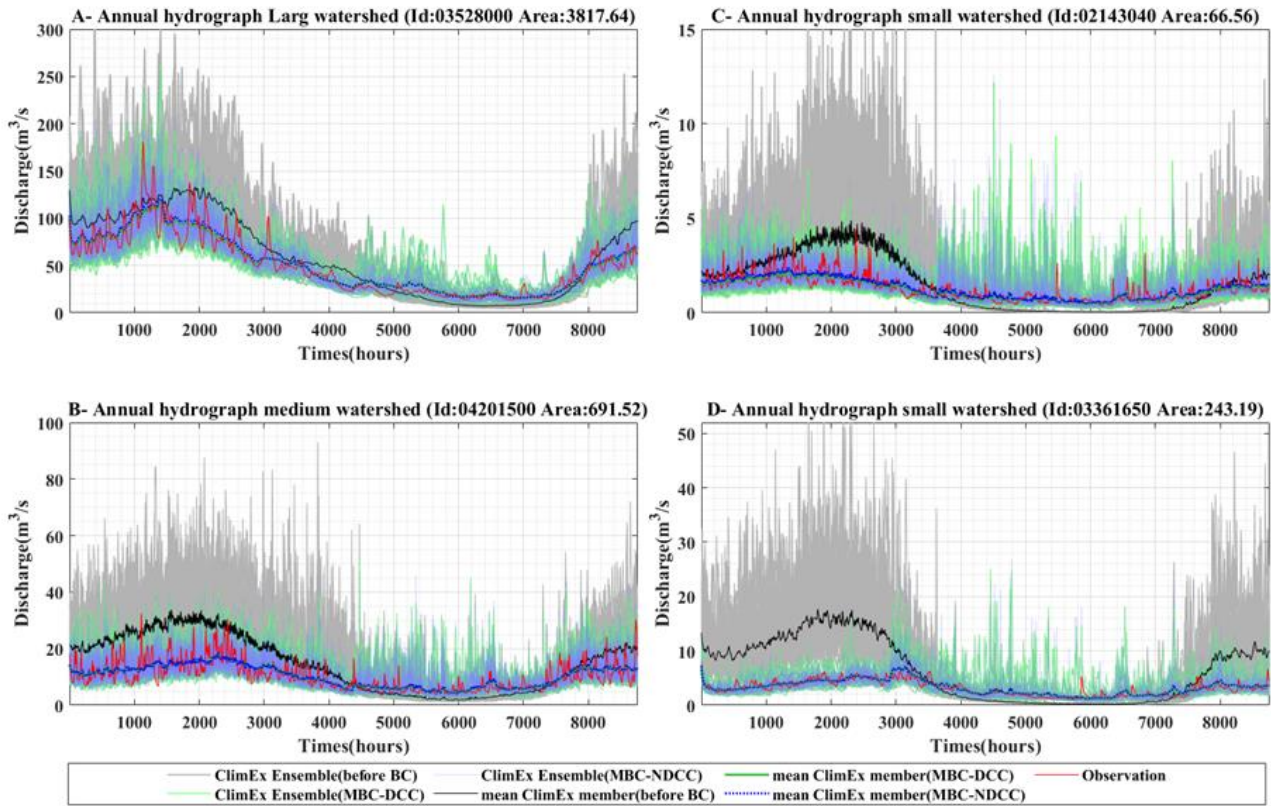 A- Annual hydrograph Larg watershed (Id:03528000 Area:3817.64)
300
250
200
150
100
50
0
Discharge(m³/s)
1000 2000 3000 4000 5000 6000 7000 8000
Times(hours)
C- Annual hydrograph small watershed (Id:02143040 Area:66.56)
15
10
5
0
Discharge(m³/s)
1000 2000 3000 4000 5000 6000 7000 8000
Times(hours)
B- Annual hydrograph medium watershed (Id:04201500 Area:691.52)
100
80
60
40
20
0
Discharge(m³/s)
1000 2000 3000 4000 5000 6000 7000 8000
Times(hours)
D- Annual hydrograph small watershed (Id:03361650 Area:243.19)
50
40
30
20
10
0
Discharge(m³/s)
1000 2000 3000 4000 5000 6000 7000 8000
Times(hours)
ClimEx Ensemble(before BC) ClimEx Ensemble(MBC-NDCC) mean ClimEx member(MBC-DCC) Observation
ClimEx Ensemble(MBC-DCC) mean ClimEx member(before BC) mean ClimEx member(MBC-NDCC)